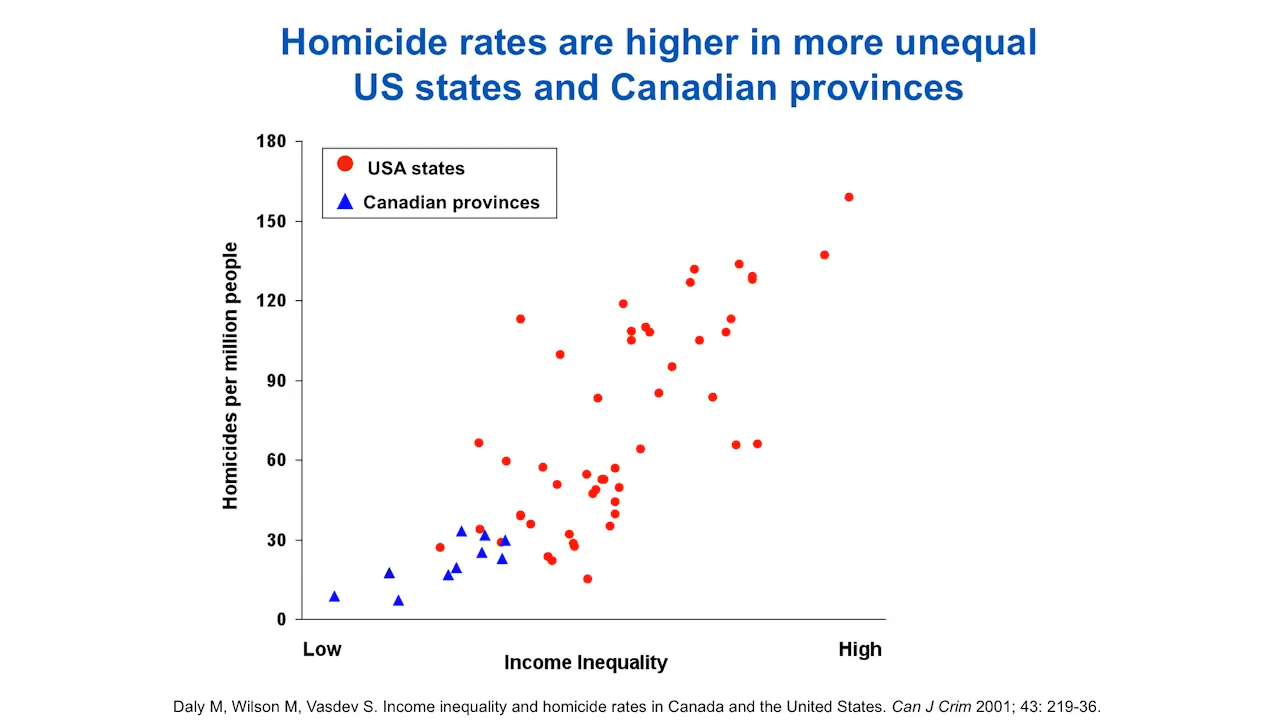 Homicide rates are higher in more unequal
US states and Canadian provinces
180
USA states
Canadian provinces
150
120
90
60
30
0
Homicides per million people
Low
High
Income Inequality
Daly M, Wilson M, Vasdev S. Income inequality and homicide rates in Canada and the United States. Can J Crim 2001; 43: 219-36.